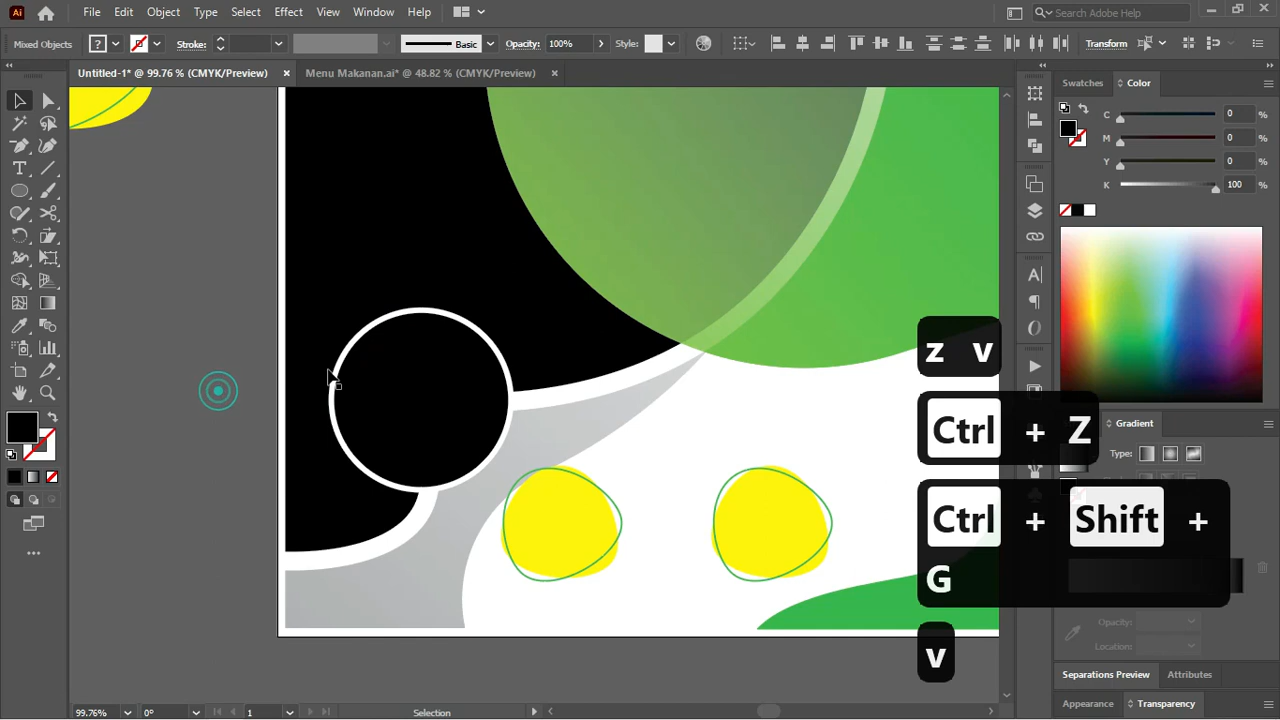 Ai File Edit Object Type Select Effect View Window Help Search Adobe Help
Mixed Objects ? Stroke: Basic Opacity: 100% Style: Transform
Untitled-1* @ 99.76 % (CMYK/Preview) Menu Makanan.ai* @ 48.82 % (CMYK/Preview)
Swatches Color
C 0 %
M 0 %
Y 0 %
K 100 %
z v
Ctrl + Z
Gradient
Type:
Ctrl + Shift +
G
Opacity:
Location:
v
Separations Preview Attributes
Appearance Transparency
99.76% 0° 1 Selection